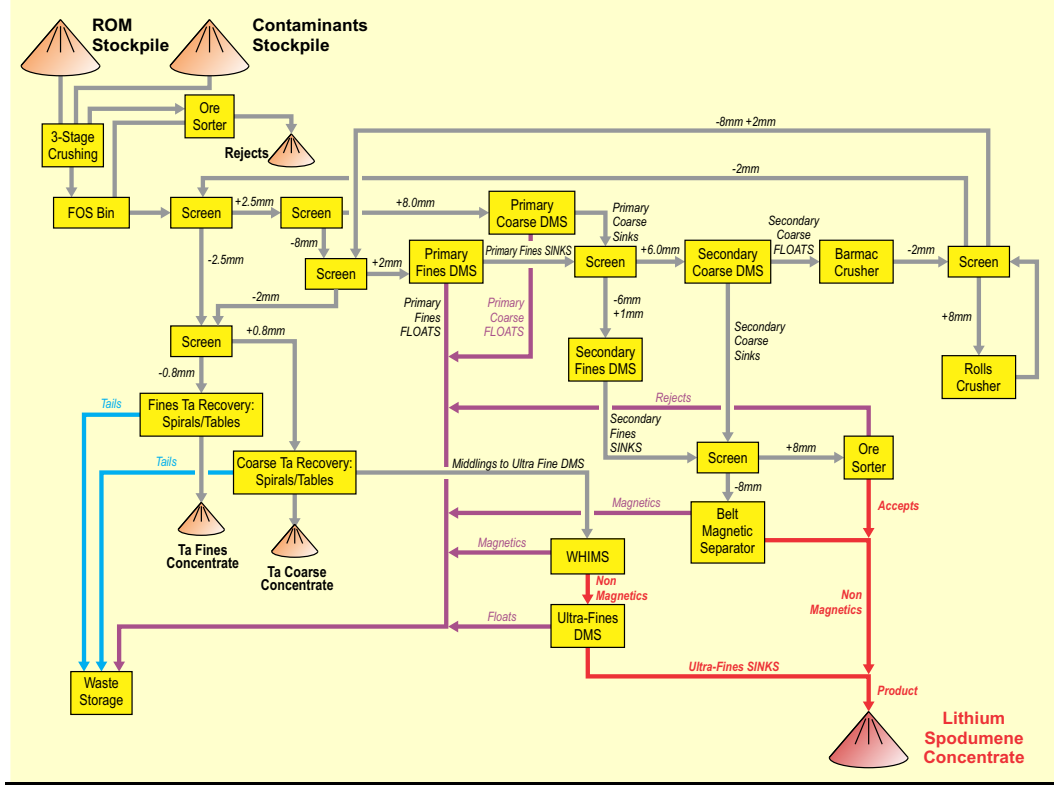 ROM
Stockpile
Contaminants
Stockpile
Ore
Sorter
3-Stage
Crushing
Rejects
-8mm +2mm
-2mm
FOS Bin
Screen
+2.5mm
Screen
+8.0mm
Primary
Coarse DMS
Primary
Coarse
Sinks
Secondary
Coarse
FLOATS
-8mm
-2.5mm
Screen
+2mm
Primary
Fines DMS
Primary Fines SINKS
Screen
+6.0mm
Secondary
Coarse DMS
Barmac
Crusher
-2mm
Screen
-2mm
Primary
Fines
FLOATS
Primary
Coarse
FLOATS
-6mm
+1mm
+8mm
Screen
+0.8mm
Secondary
Fines DMS
Secondary
Coarse
Sinks
Rolls
Crusher
-0.8mm
Tails
Fines Ta Recovery:
Spirals/Tables
Rejects
Secondary
Fines
SINKS
Screen
+8mm
Ore
Sorter
Tails
Coarse Ta Recovery:
Spirals/Tables
Middlings to Ultra Fine DMS
-8mm
Magnetics
Belt
Magnetic
Separator
Accepts
Ta Fines
Concentrate
Ta Coarse
Concentrate
Magnetics
WHIMS
Non
Magnetics
Non
Magnetics
Floats
Ultra-Fines
DMS
Ultra-Fines SINKS
Waste
Storage
Product
Lithium
Spodumene
Concentrate